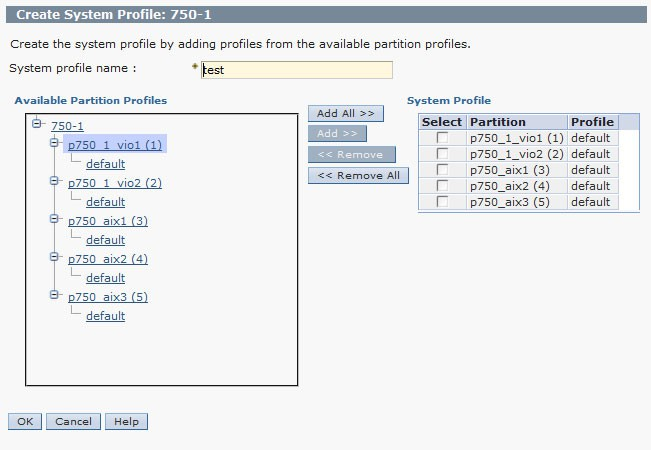 Create System Profile: 750-1
Create the system profile by adding profiles from the available partition profiles.
System profile name : * test
Available Partition Profiles
750-1
p750_1_vio1 (1)
default
p750_1_vio2 (2)
default
p750_aix1 (3)
default
p750_aix2 (4)
default
p750_aix3 (5)
default
Add All >>
Add >>
<< Remove
<< Remove All
System Profile
Select Partition Profile
p750_1_vio1 (1) default
p750_1_vio2 (2) default
p750_aix1 (3) default
p750_aix2 (4) default
p750_aix3 (5) default
OK Cancel Help